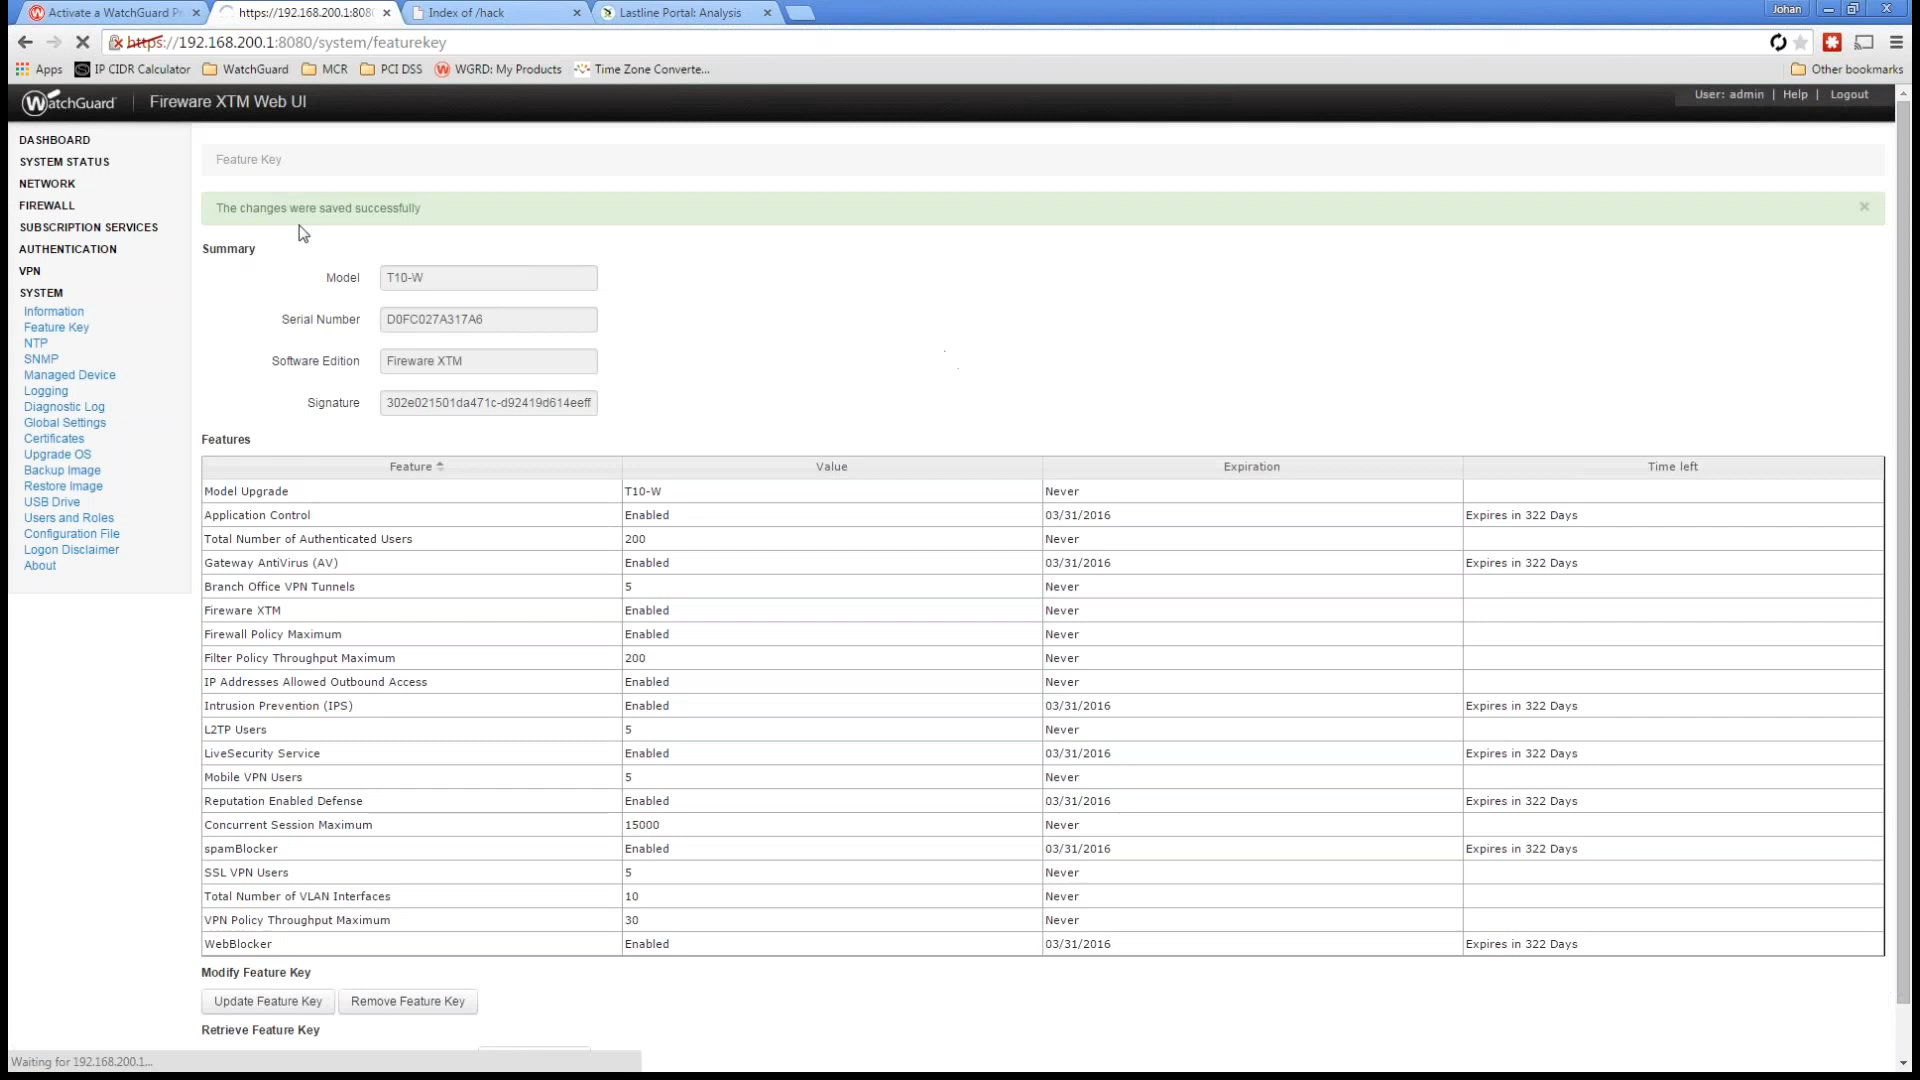 Activate a WatchGuard Pr
https://192.168.200.1:808
Index of /hack
Lastline Portal: Analysis
Johan
https://192.168.200.1:8080/system/featurekey
Apps
IP CIDR Calculator
WatchGuard
MCR
PCI DSS
WGRD: My Products
Time Zone Converte...
Other bookmarks
WatchGuard
Fireware XTM Web UI
User: admin | Help | Logout
DASHBOARD
SYSTEM STATUS
NETWORK
FIREWALL
SUBSCRIPTION SERVICES
AUTHENTICATION
VPN
SYSTEM
Information
Feature Key
NTP
SNMP
Managed Device
Logging
Diagnostic Log
Global Settings
Certificates
Upgrade OS
Backup Image
Restore Image
USB Drive
Users and Roles
Configuration File
Logon Disclaimer
About
Feature Key
The changes were saved successfully
Summary
Model T10-W
Serial Number D0FC027A317A6
Software Edition Fireware XTM
Signature 302e021501da471c-d92419d614eeff
Features
Feature Value Expiration Time left
Model Upgrade T10-W Never
Application Control Enabled 03/31/2016 Expires in 322 Days
Total Number of Authenticated Users 200 Never
Gateway AntiVirus (AV) Enabled 03/31/2016 Expires in 322 Days
Branch Office VPN Tunnels 5 Never
Fireware XTM Enabled Never
Firewall Policy Maximum Enabled Never
Filter Policy Throughput Maximum 200 Never
IP Addresses Allowed Outbound Access Enabled Never
Intrusion Prevention (IPS) Enabled 03/31/2016 Expires in 322 Days
L2TP Users 5 Never
LiveSecurity Service Enabled 03/31/2016 Expires in 322 Days
Mobile VPN Users 5 Never
Reputation Enabled Defense Enabled 03/31/2016 Expires in 322 Days
Concurrent Session Maximum 15000 Never
spamBlocker Enabled 03/31/2016 Expires in 322 Days
SSL VPN Users 5 Never
Total Number of VLAN Interfaces 10 Never
VPN Policy Throughput Maximum 30 Never
WebBlocker Enabled 03/31/2016 Expires in 322 Days
Modify Feature Key
Update Feature Key
Remove Feature Key
Retrieve Feature Key
Waiting for 192.168.200.1...